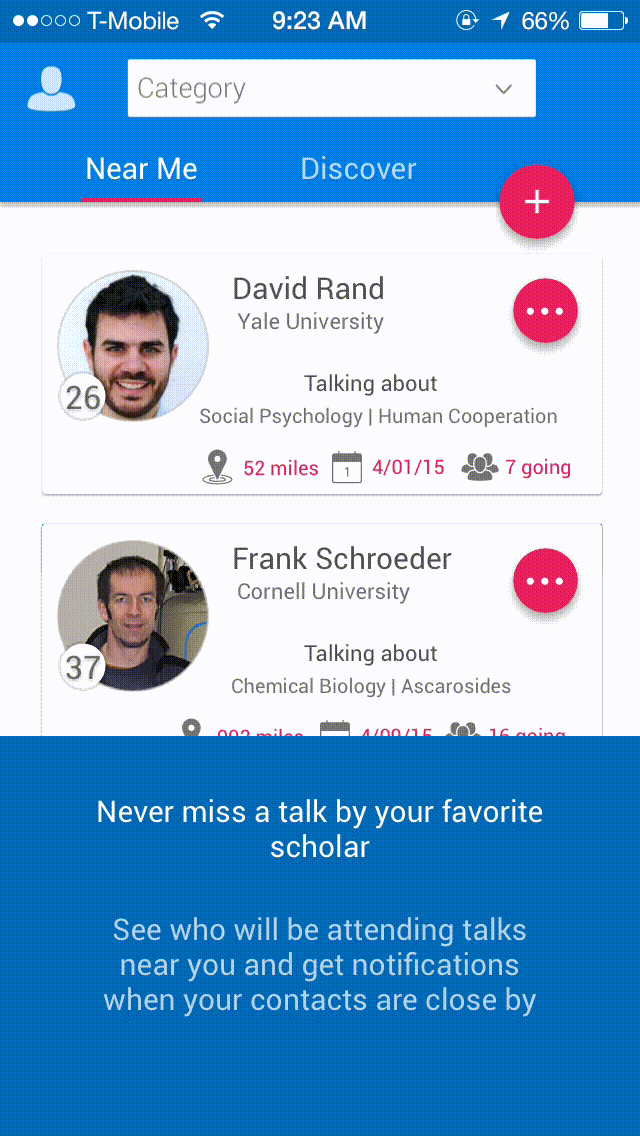 T-Mobile 9:23 AM 66%
Category
Near Me Discover
+
David Rand
Yale University
26
Talking about
Social Psychology | Human Cooperation
52 miles 1 4/01/15 7 going
Frank Schroeder
Cornell University
37
Talking about
Chemical Biology | Ascarosides
miles 4/09/15 16 going
Never miss a talk by your favorite
scholar
See who will be attending talks
near you and get notifications
when your contacts are close by